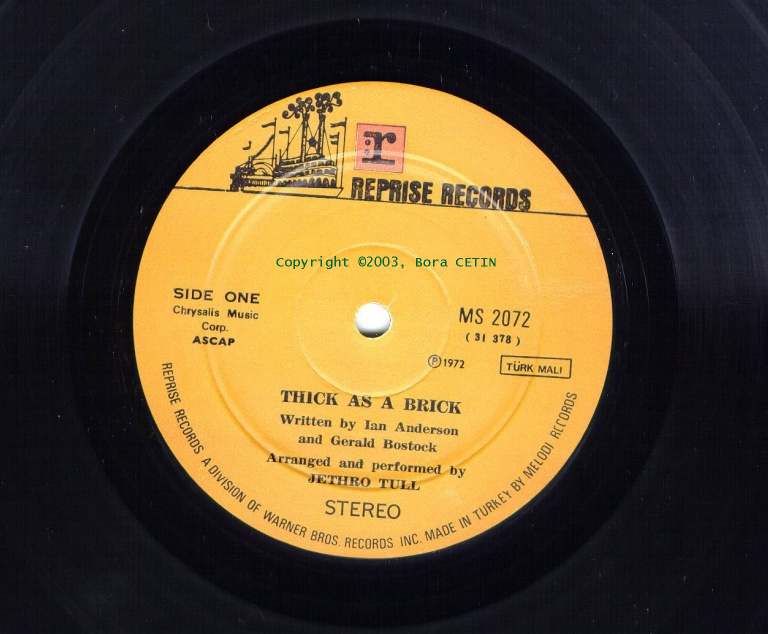 r
REPRISE RECORDS
Copyright ©2003, Bora CETIN
SIDE ONE
Chrysalis Music
Corp.
ASCAP
MS 2072
( 31 378 )
℗1972
TÜRK MALI
THICK AS A BRICK
Written by Ian Anderson
and Gerald Bostock
Arranged and performed by
JETHRO TULL
STEREO
REPRISE RECORDS A DIVISION OF WARNER BROS. RECORDS INC. MADE IN TURKEY BY MELODI RECORDS